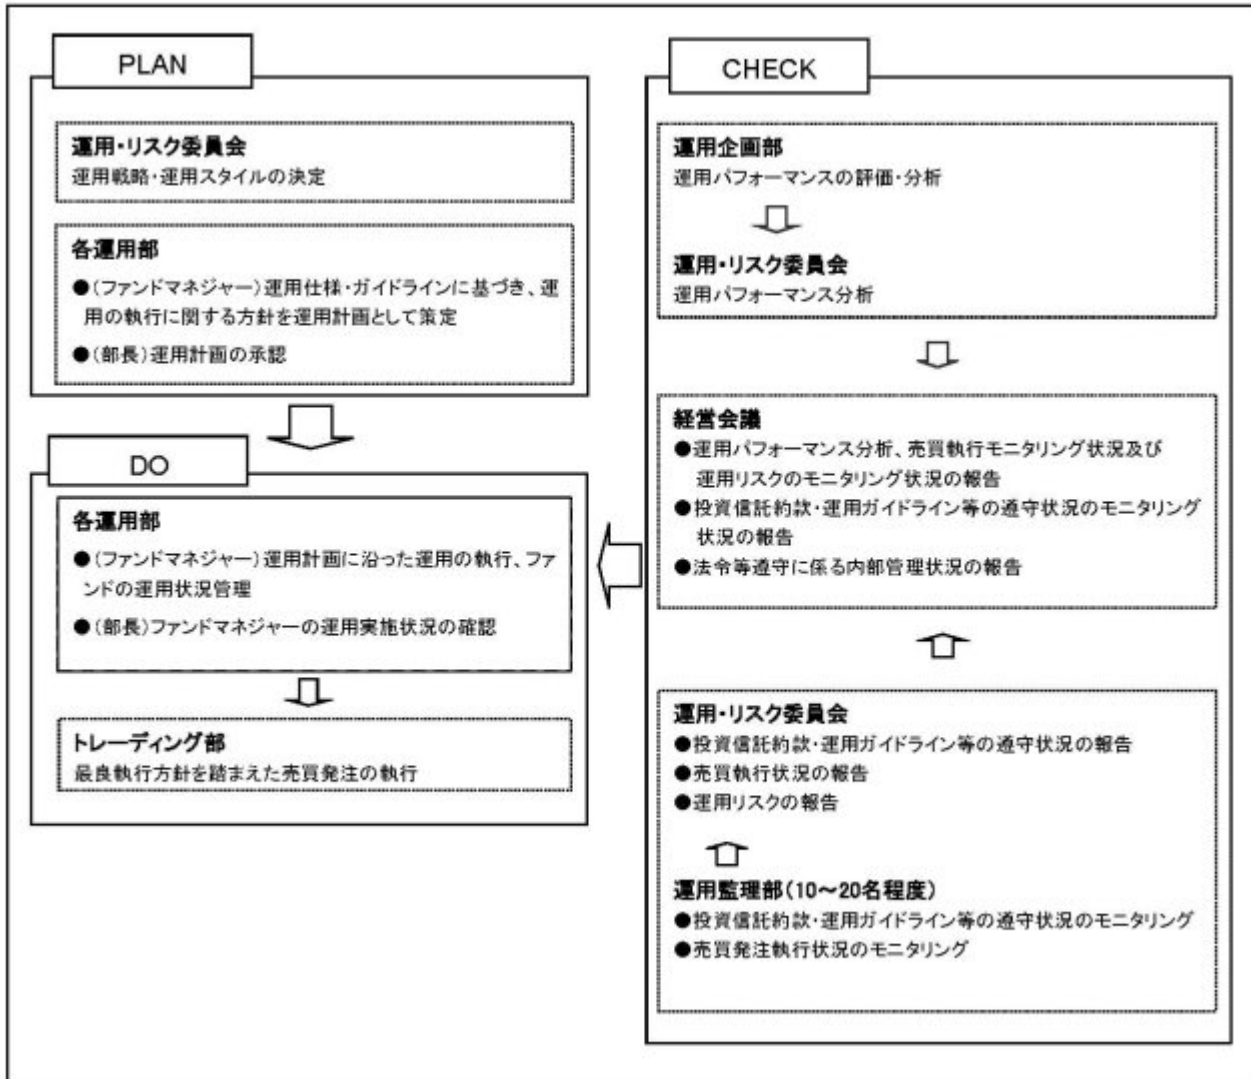 PLAN
運用・リスク委員会
運用戦略・運用スタイルの決定
各運用部
●(ファンドマネジャー)運用仕様・ガイドラインに基づき、運
用の執行に関する方針を運用計画として策定
●(部長)運用計画の承認
DO
各運用部
●(ファンドマネジャー)運用計画に沿った運用の執行、ファ
ンドの運用状況管理
●(部長)ファンドマネジャーの運用実施状況の確認
トレーディング部
最良執行方針を踏まえた売買発注の執行
CHECK
運用企画部
運用パフォーマンスの評価・分析
運用・リスク委員会
運用パフォーマンス分析
経営会議
●運用パフォーマンス分析、売買執行モニタリング状況及び
運用リスクのモニタリング状況の報告
●投資信託約款・運用ガイドライン等の遵守状況のモニタリング
状況の報告
●法令等遵守に係る内部管理状況の報告
運用・リスク委員会
●投資信託約款・運用ガイドライン等の遵守状況の報告
●売買執行状況の報告
●運用リスクの報告
運用監理部(10～20名程度)
●投資信託約款・運用ガイドライン等の遵守状況のモニタリング
●売買発注執行状況のモニタリング